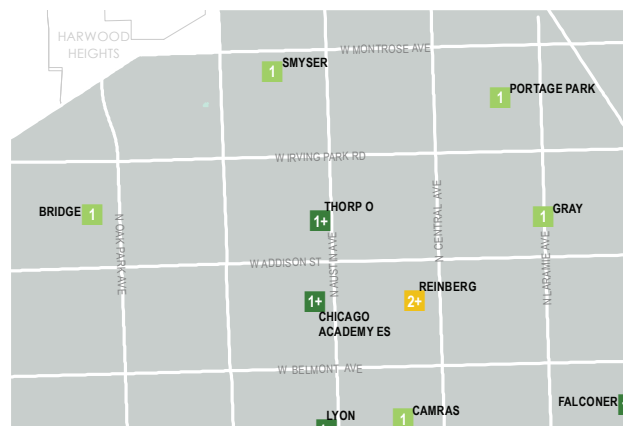 HARWOOD
HEIGHTS
W MONTROSE AVE
SMYSER
1
PORTAGE PARK
1
W IRVING PARK RD
BRIDGE
1
N OAK PARK AVE
THORP O
1+
N AUSTIN AVE
N CENTRAL AVE
GRAY
1
N LARAMIE AVE
W ADDISON ST
1+
CHICAGO
ACADEMY ES
REINBERG
2+
W BELMONT AVE
LYON
CAMRAS
1
FALCONER